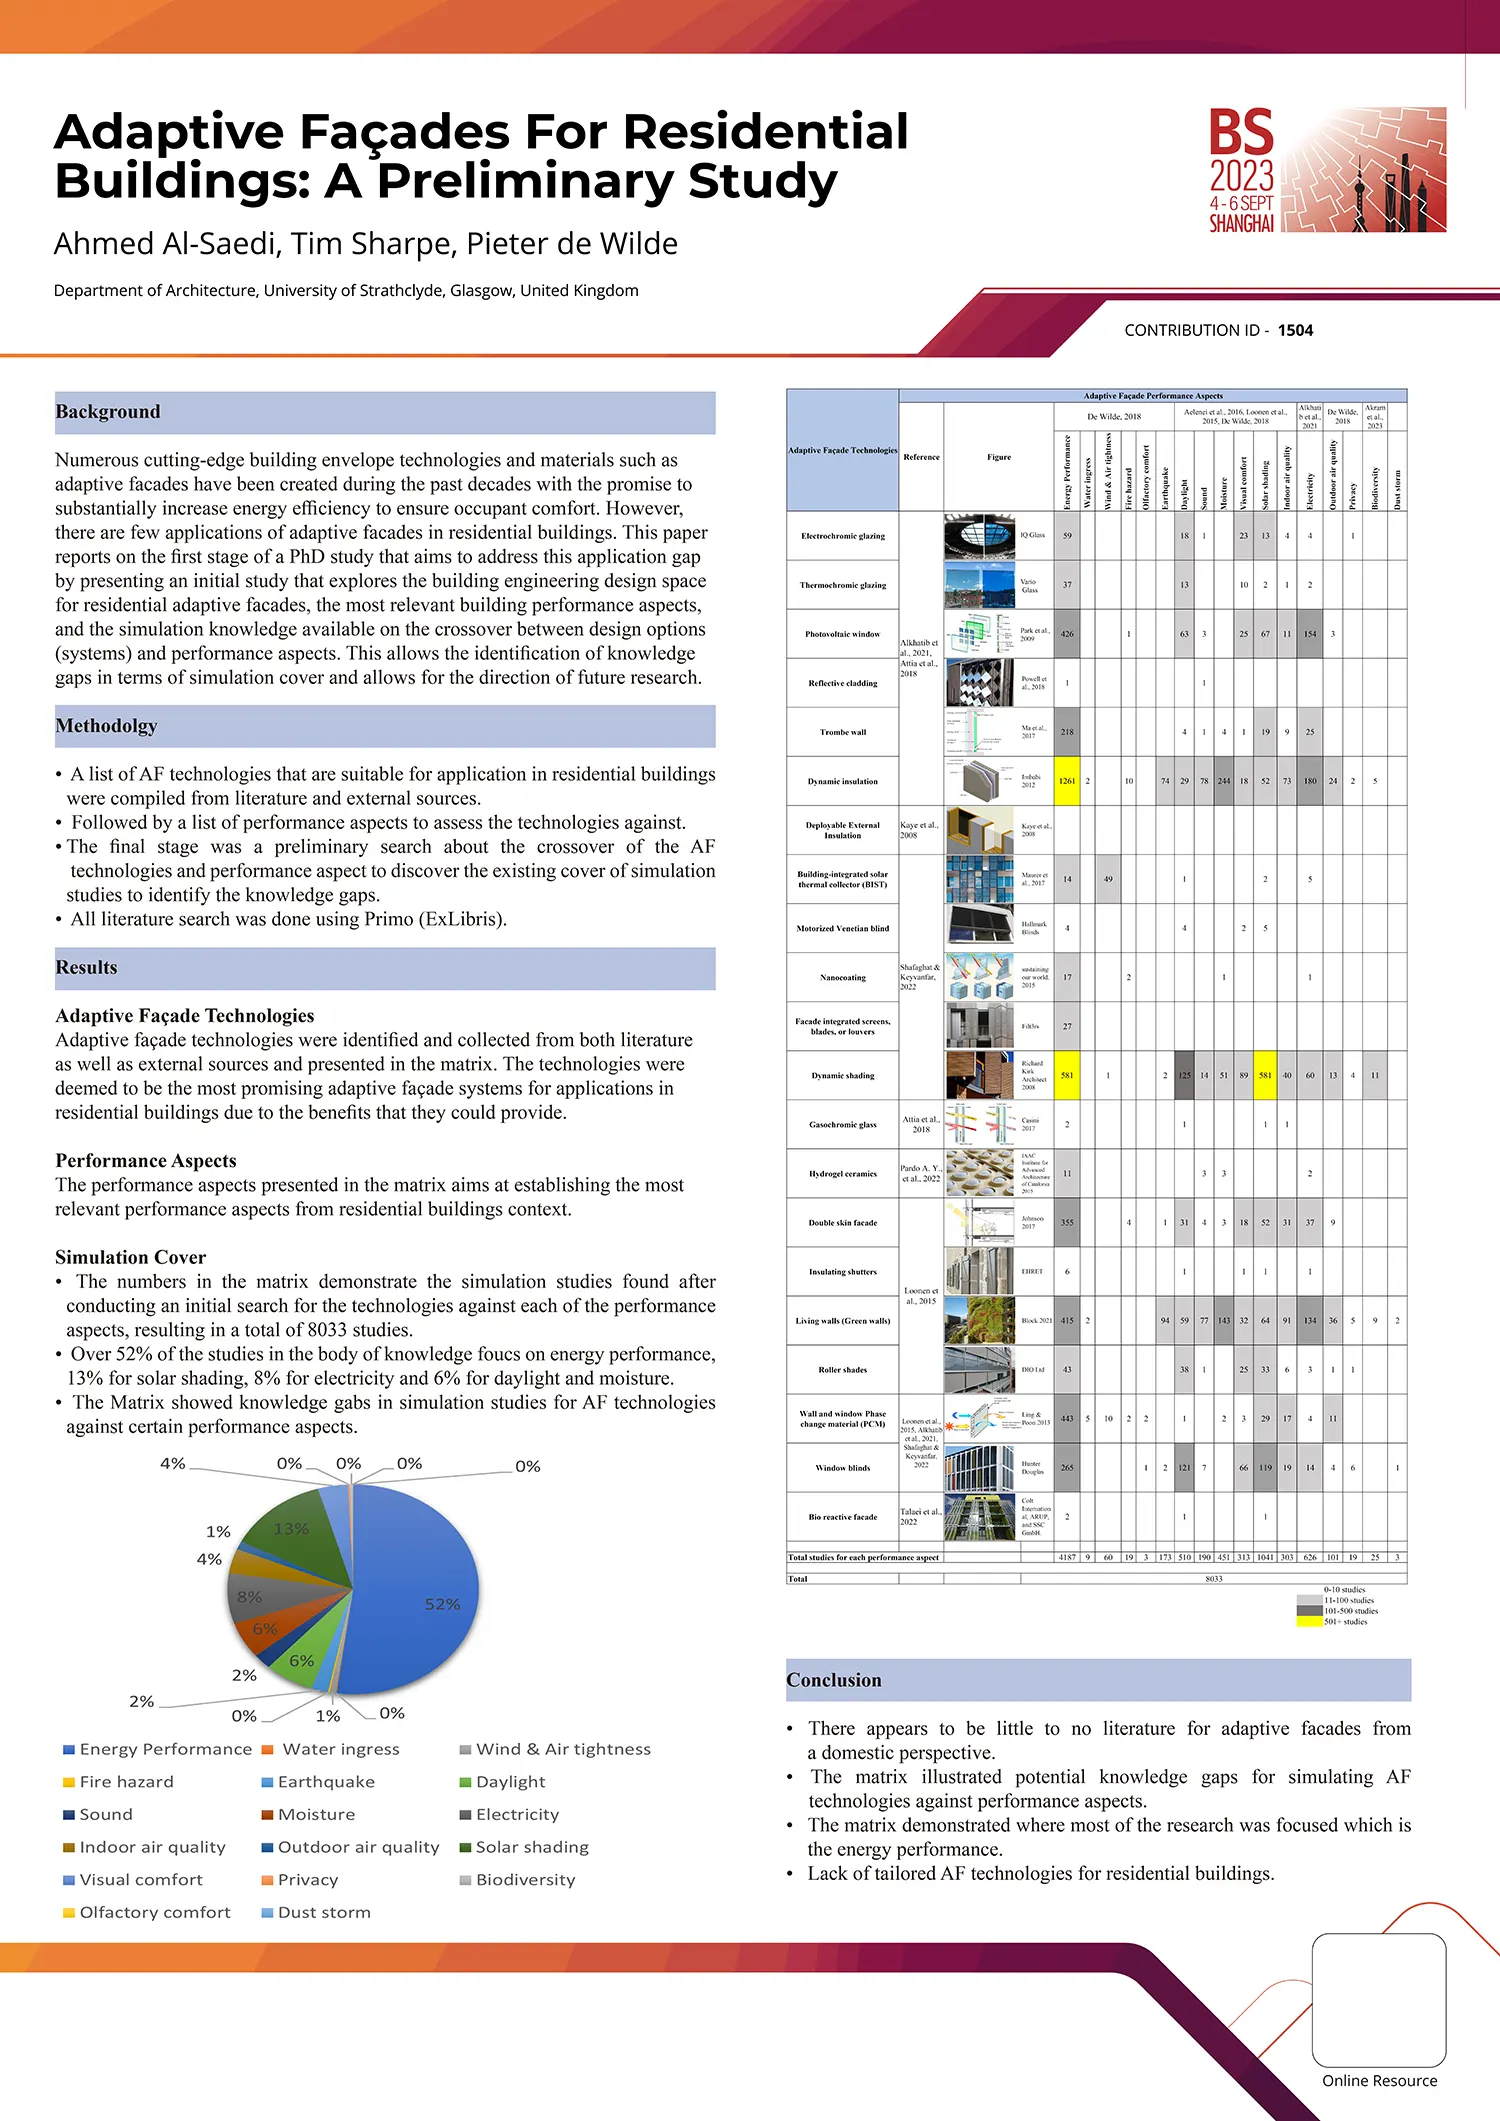 Adaptive Façades For Residential
Buildings: A Preliminary Study
Ahmed Al-Saedi, Tim Sharpe, Pieter de Wilde
Department of Architecture, University of Strathclyde, Glasgow, United Kingdom
BS
2023
4 - 6 SEPT
SHANGHAI
CONTRIBUTION ID - 1504
Background
Numerous cutting-edge building envelope technologies and materials such as
adaptive facades have been created during the past decades with the promise to
substantially increase energy efficiency to ensure occupant comfort. However,
there are few applications of adaptive facades in residential buildings. This paper
reports on the first stage of a PhD study that aims to address this application gap
by presenting an initial study that explores the building engineering design space
for residential adaptive facades, the most relevant building performance aspects,
and the simulation knowledge available on the crossover between design options
(systems) and performance aspects. This allows the identification of knowledge
gaps in terms of simulation cover and allows for the direction of future research.
Methodolgy
• A list of AF technologies that are suitable for application in residential buildings
were compiled from literature and external sources.
• Followed by a list of performance aspects to assess the technologies against.
• The final stage was a preliminary search about the crossover of the AF
technologies and performance aspect to discover the existing cover of simulation
studies to identify the knowledge gaps.
• All literature search was done using Primo (ExLibris).
Results
Adaptive Façade Technologies
Adaptive façade technologies were identified and collected from both literature
as well as external sources and presented in the matrix. The technologies were
deemed to be the most promising adaptive façade systems for applications in
residential buildings due to the benefits that they could provide.
Performance Aspects
The performance aspects presented in the matrix aims at establishing the most
relevant performance aspects from residential buildings context.
Simulation Cover
• The numbers in the matrix demonstrate the simulation studies found after
conducting an initial search for the technologies against each of the performance
aspects, resulting in a total of 8033 studies.
• Over 52% of the studies in the body of knowledge foucs on energy performance,
13% for solar shading, 8% for electricity and 6% for daylight and moisture.
• The Matrix showed knowledge gabs in simulation studies for AF technologies
against certain performance aspects.
4% 0% 0% 0% 0%
1% 13%
4%
8% 52%
6%
2% 6%
2%
0% 1% 0%
Energy Performance Water ingress Wind & Air tightness
Fire hazard Earthquake Daylight
Sound Moisture Electricity
Indoor air quality Outdoor air quality Solar shading
Visual comfort Privacy Biodiversity
Olfactory comfort Dust storm
Adaptive Façade Performance Aspects
Adaptive Façade Technologies Reference Figure
De Wilde, 2018
Aelenei et al., 2016, Loonen et al.,
2015, De Wilde, 2018
Alkhati
b et al.,
2021
De Wilde,
2018
Akram
et al.,
2023
Energy Performance
Water ingress
Wind & Air tightness
Fire hazard
Olfactory comfort
Earthquake
Daylight
Sound
Moisture
Visual comfort
Solar shading
Indoor air quality
Electricity
Outdoor air quality
Privacy
Biodiversity
Dust storm
Electrochromic glazing IQ Glass 59 18 1 23 13 4 4 1
Thermochromic glazing Vario Glass 37 13 10 2 1 2
Alkhatib et
al., 2021,
Attia et al.,
2018
Photovoltaic window Park et al., 2009 426 1 63 3 25 67 11 154 3
Reflective cladding Powell et al., 2018 1 1
Trombe wall Ma et al., 2017 218 4 1 4 1 19 9 25
Dynamic insulation 2012 1261 2 10 74 29 78 244 18 52 73 180 24 2 5
Deployable External Insulation Kaye et al., 2008 Kaye et al., 2008
Building-integrated solar thermal collector (BIST) Maurer et al., 2017 14 49 1 2 5
Motorized Venetian blind Hallmark Blinds 4 4 2 5
Shafaghat &
Keyvanfar,
2022
Nanocoating sustaining our world, 2015 17 2 1 1
Facade integrated screens, blades, or louvers Filt3rs 27
Dynamic shading Richard Kirk Architect 2008 581 1 2 125 14 51 89 581 40 60 13 4 11
Gasochromic glass Attia et al., 2018 Casini 2017 2 1 1 1
Hydrogel ceramics Pardo A. Y., et al., 2022 IAAC Institute for Advanced Architecture of 2015 11 3 3 2
Double skin facade Johnson 2017 355 4 1 31 4 3 18 52 31 37 9
Insulating shutters EHRET 6 1 1 1 1
Loonen et
al., 2015
Living walls (Green walls) Block 2021 415 2 94 59 77 143 32 64 91 134 36 5 9 2
Roller shades DIO Ltd 43 38 1 25 33 6 3 1 1
Wall and window Phase change material (PCM) Ling & Poon 2013 443 5 10 2 2 1 2 3 29 17 4 11
Loonen et al.,
2015, Alkhatib
et al., 2021,
Shafaghat &
Keyvanfar,
2022
Window blinds Hunter Douglas 265 1 2 121 7 66 119 19 14 4 6 1
Bio reactive facade Talaei et al., 2022 Colt International, ARUP, and SSC GmbH. 2 1 1
Total studies for each performance aspect 4187 9 60 19 3 173 510 190 451 313 1041 303 626 101 19 25 3
Total 8033
0-10 studies
11-100 studies
101-500 studies
501+ studies
Conclusion
• There appears to be little to no literature for adaptive facades from
a domestic perspective.
• The matrix illustrated potential knowledge gaps for simulating AF
technologies against performance aspects.
• The matrix demonstrated where most of the research was focused which is
the energy performance.
• Lack of tailored AF technologies for residential buildings.
Online Resource